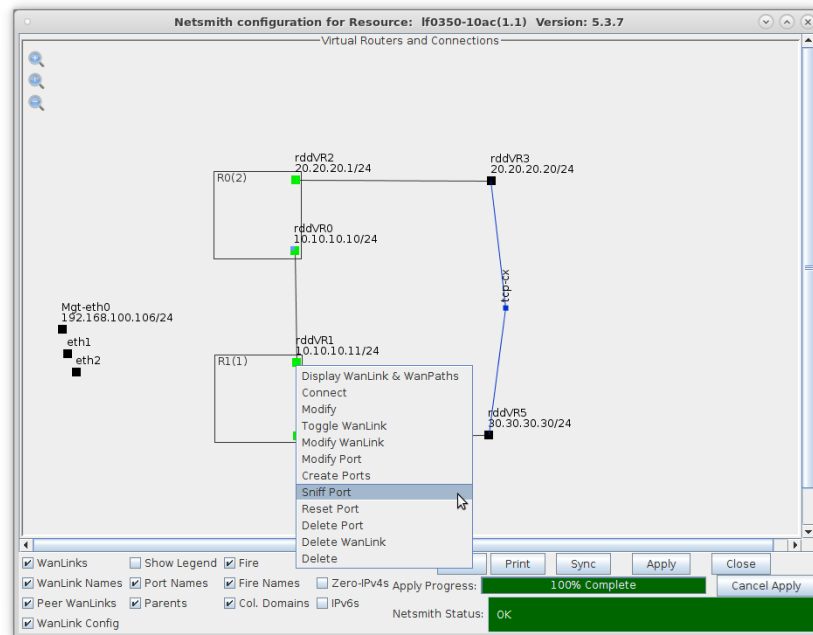 Netsmith configuration for Resource: lf0350-10ac(1.1) Version: 5.3.7
Virtual Routers and Connections
rddVR2
20.20.20.1/24
rddVR3
20.20.20.20/24
R0(2)
rddVR0
10.10.10.10/24
tcp-cx
Mgt-eth0
192.168.100.106/24
eth1
eth2
rddVR1
10.10.10.11/24
R1(1)
rddVR5
30.30.30.30/24
Display WanLink & WanPaths
Connect
Modify
Toggle WanLink
Modify WanLink
Modify Port
Create Ports
Sniff Port
Reset Port
Delete Port
Delete WanLink
Delete
WanLinks Show Legend Fire
Print Sync Apply Close
WanLink Names Port Names Fire Names Zero-IPv4s
Apply Progress: 100% Complete Cancel Apply
Peer WanLinks Parents Col. Domains IPv6s
Netsmith Status: OK
WanLink Config